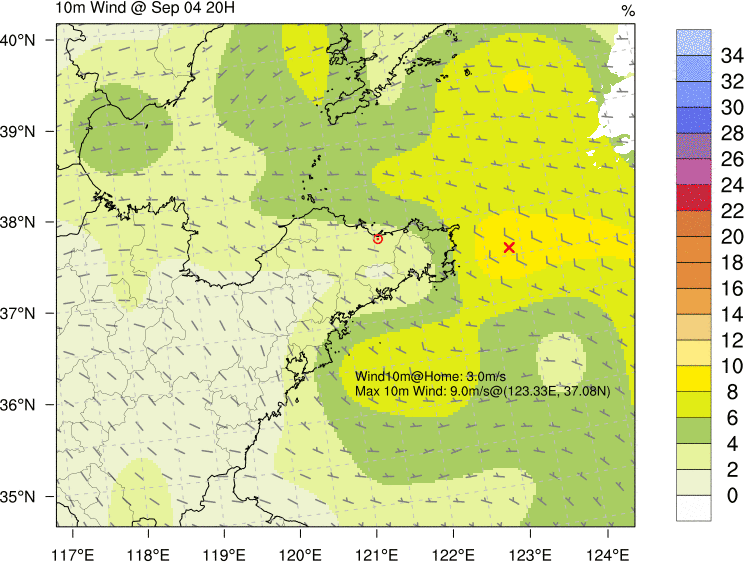 10m Wind @ Sep 04 20H
%
40°N
39°N
38°N
37°N
36°N
35°N
Wind10m@Home: 3.0m/s
Max 10m Wind: 9.0m/s@(123.33E, 37.08N)
117°E 118°E 119°E 120°E 121°E 122°E 123°E 124°E
34
32
30
28
26
24
22
20
18
16
14
12
10
8
6
4
2
0